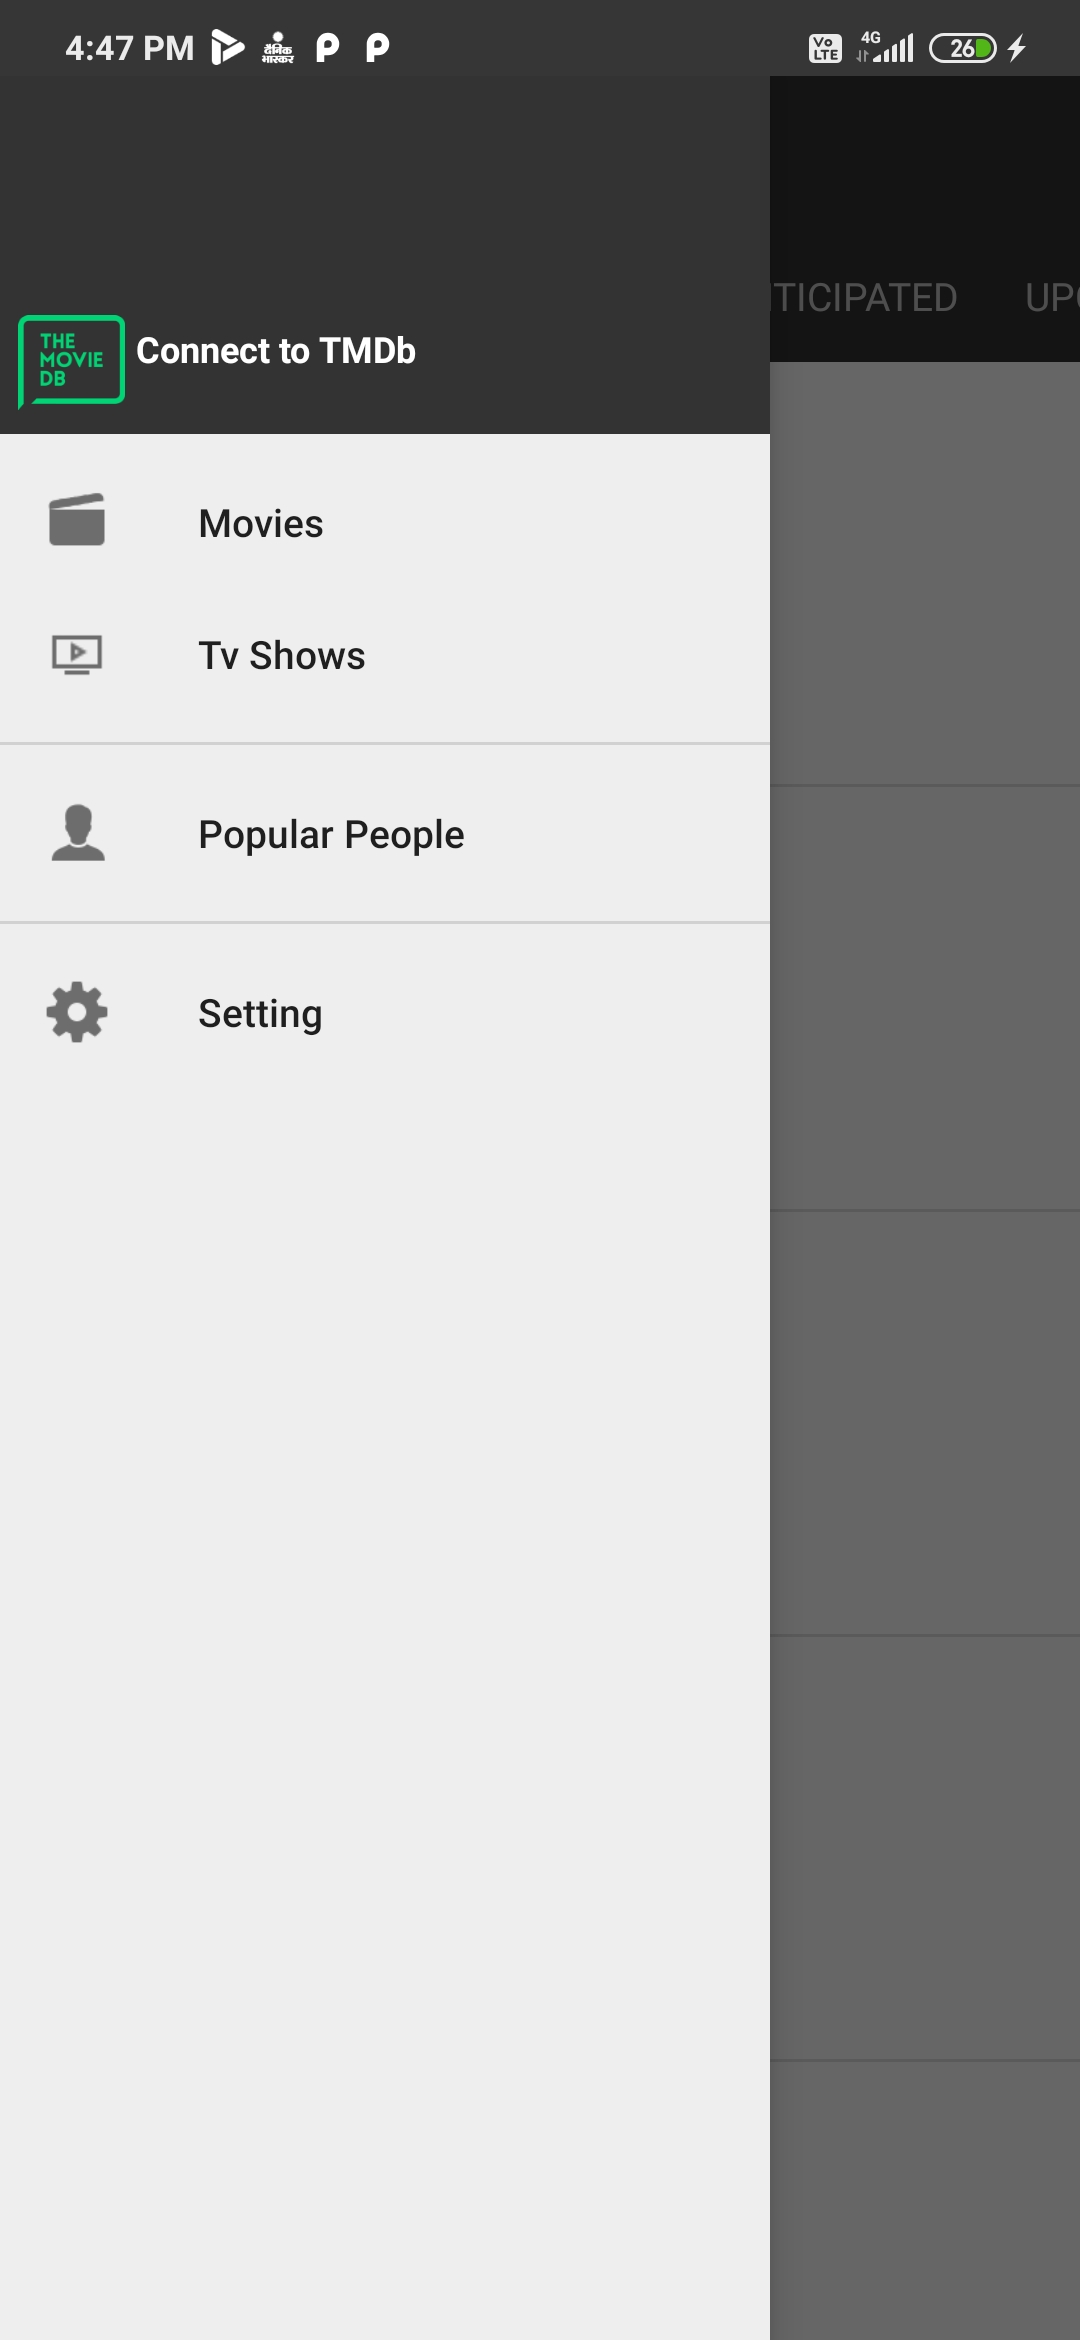 4:47 PM
दैनिक
भास्कर
Vo
LTE
4G
26
TICIPATED
UP
THE
MOVIE
DB
Connect to TMDb
Movies
Tv Shows
Popular People
Setting